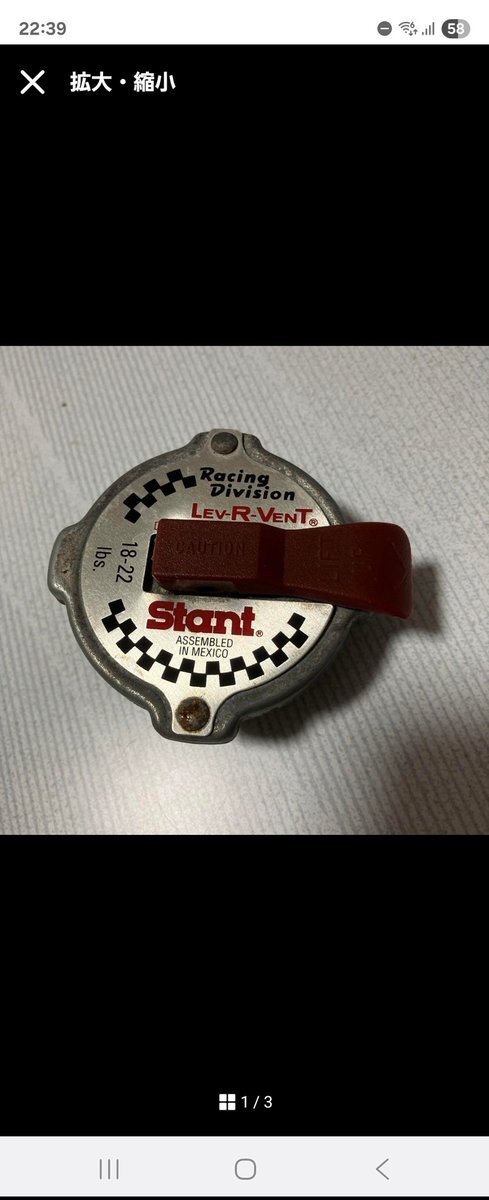 22:39
58
拡大・縮小
Racing
Division
LEV-R-VENT®
CAUTION
18-22
lbs.
Stant®
ASSEMBLED
IN MEXICO
1 / 3